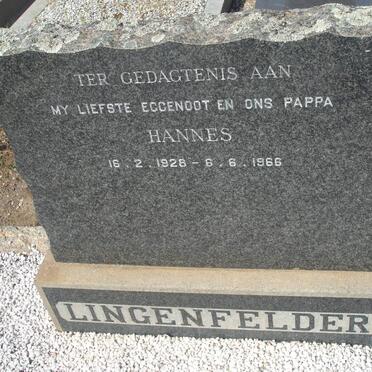 TER GEDAGTENIS AAN
MY LIEFSTE EGGENOOT EN ONS PAPPA
HANNES
16.2.1928 - 6.6.1966
LINGENFELDER